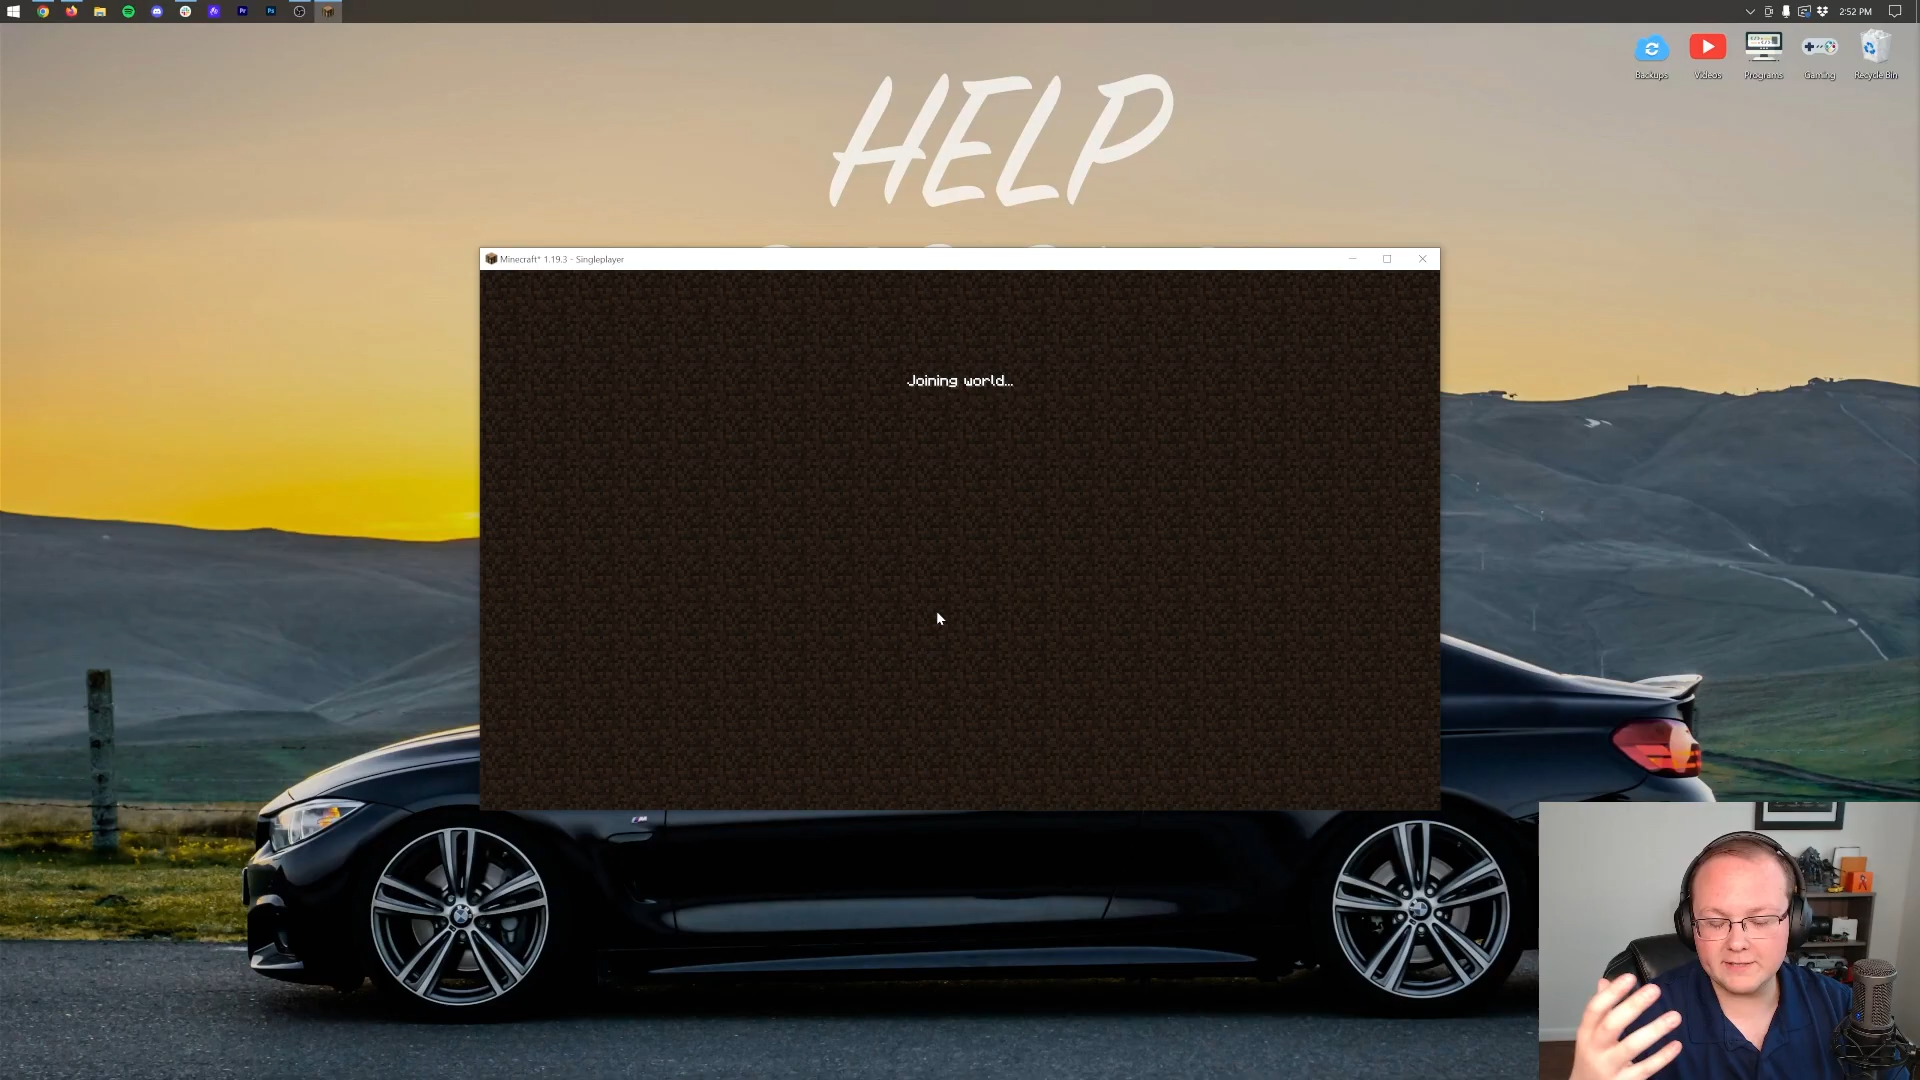 2:52 PM
Backups
Videos
Programs
Gaming
Recycle Bin
HELP
Minecraft* 1.19.3 - Singleplayer
Joining world...